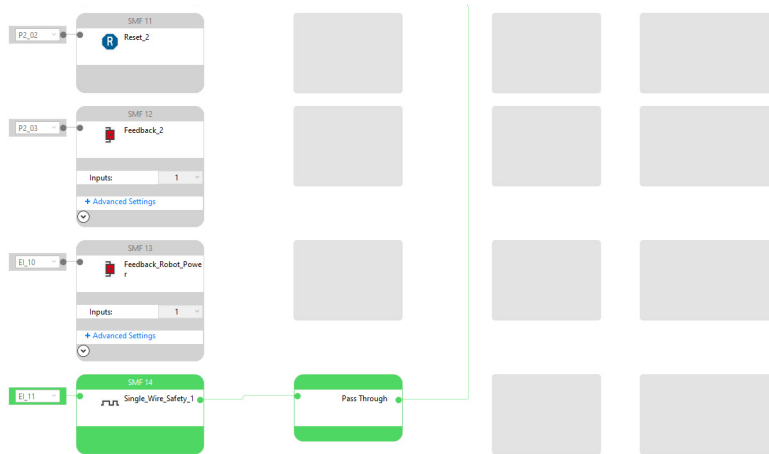 SMF 11
P2_02
R
Reset_2
SMF 12
P2_03
Feedback_2
Inputs: 1
+ Advanced Settings
SMF 13
EI_10
Feedback_Robot_Powe
r
Inputs: 1
+ Advanced Settings
SMF 14
EI_11
Single_Wire_Safety_1
Pass Through